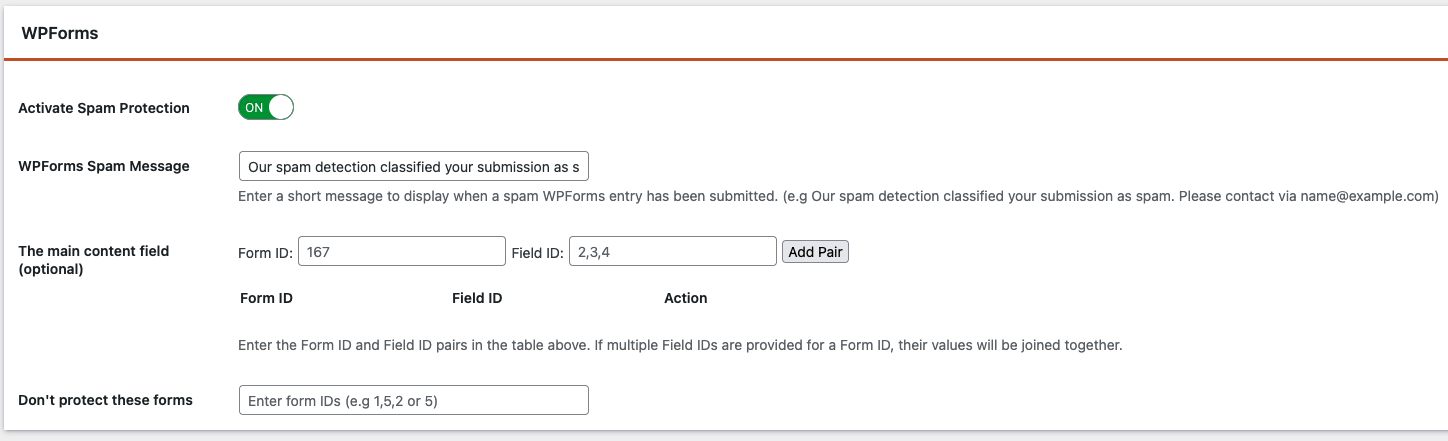 WPForms
Activate Spam Protection
ON
WPForms Spam Message
Our spam detection classified your submission as s
Enter a short message to display when a spam WPForms entry has been submitted. (e.g Our spam detection classified your submission as spam. Please contact via name@example.com)
The main content field
(optional)
Form ID: 167 Field ID: 2,3,4 Add Pair
Form ID Field ID Action
Enter the Form ID and Field ID pairs in the table above. If multiple Field IDs are provided for a Form ID, their values will be joined together.
Don't protect these forms
Enter form IDs (e.g 1,5,2 or 5)